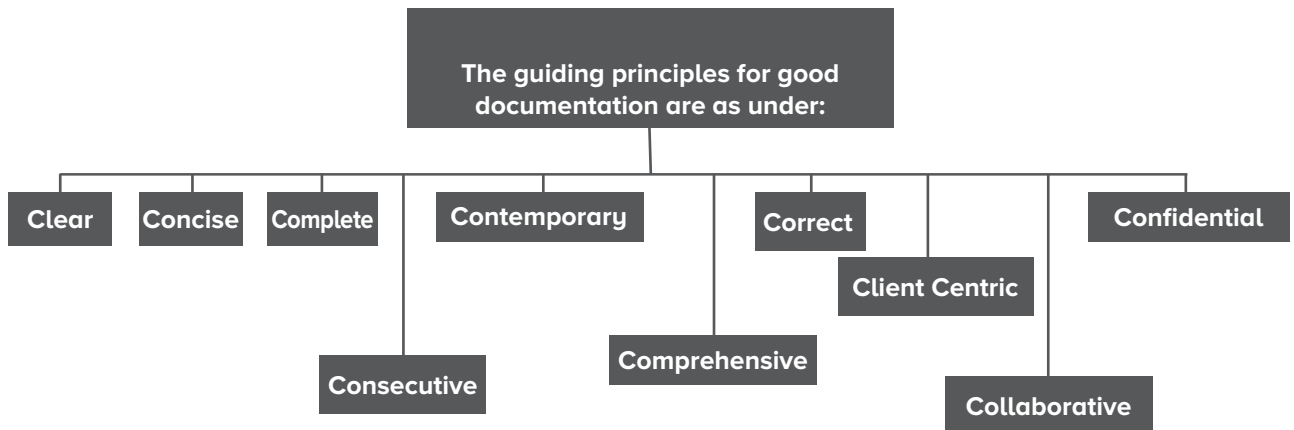 The guiding principles for good
documentation are as under:
Clear
Concise
Complete
Consecutive
Contemporary
Comprehensive
Correct
Client Centric
Collaborative
Confidential